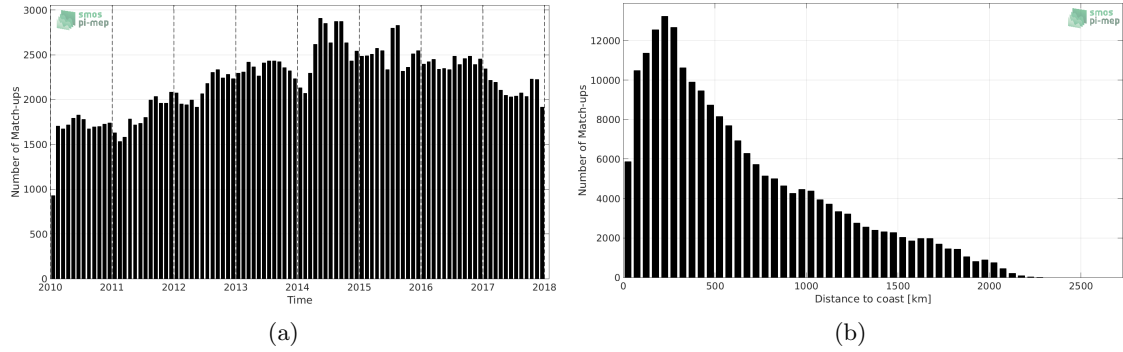 smos
pi-mep
3000
2500
2000
1500
1000
500
0
Number of Match-ups
2010 2011 2012 2013 2014 2015 2016 2017 2018
Time
(a)
smos
pi-mep
12000
10000
8000
6000
4000
2000
0
Number of Match-ups
0 500 1000 1500 2000 2500
Distance to coast [km]
(b)